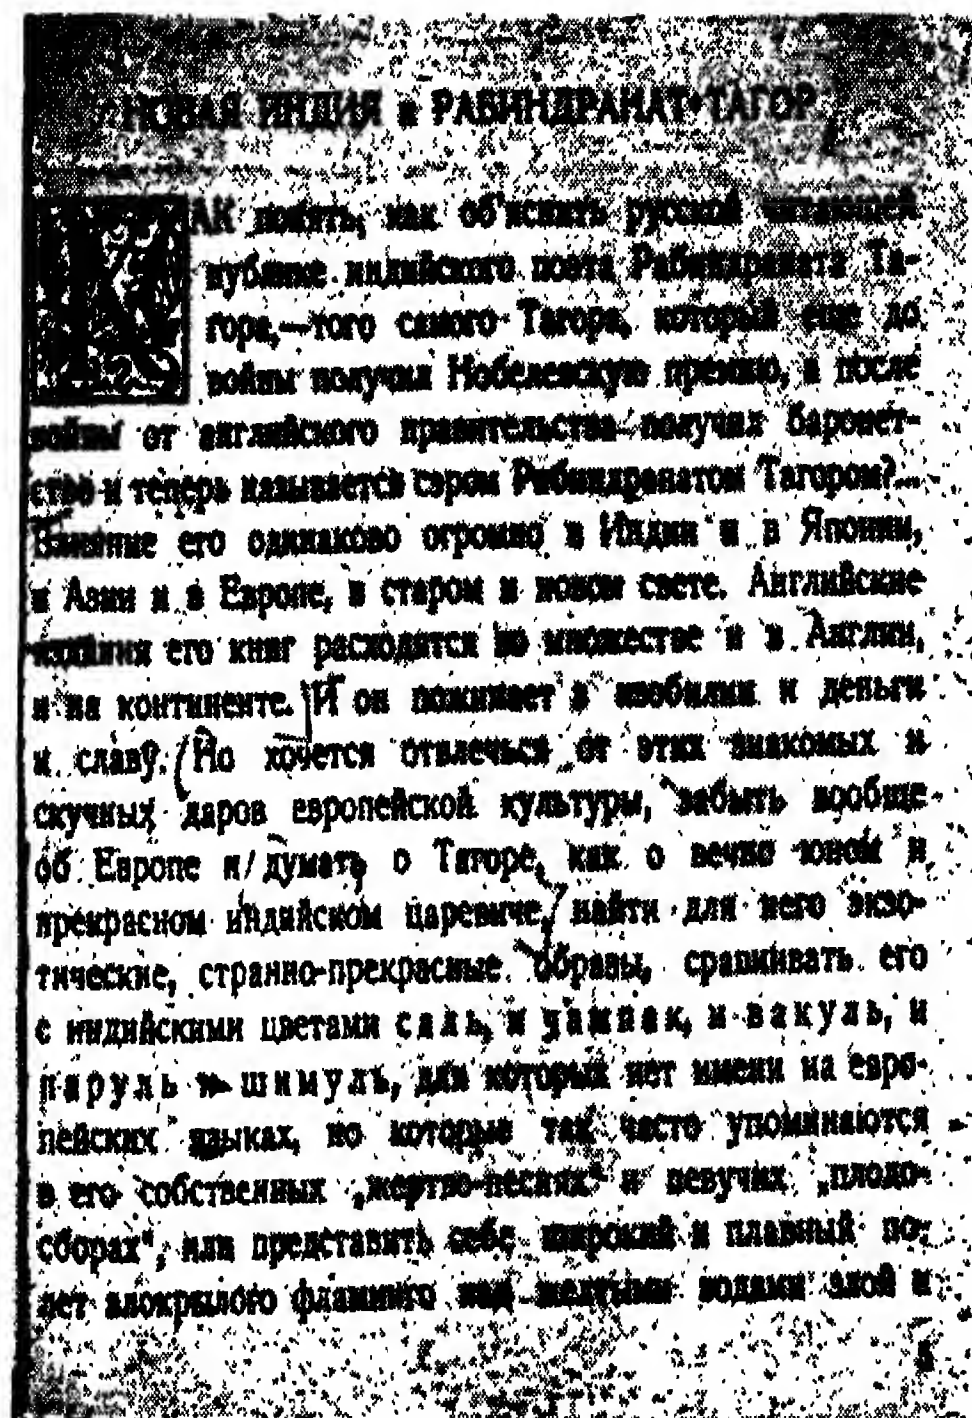 НОВАЯ ИНДИЯ и РАБИНДРАНАТ ТАГОР
КАК понять, как об'яснить русской читающей
публике индийского поэта Рабиндраната Та-
гора,—того самого Тагора, который еще до
войны получил Нобелевскую премию, а после
войны от английского правительства получил баронет-
ство и теперь называется сэром Рабиндранатом Тагором?...
Влияние его одинаково огромно в Индии и в Японии,
в Азии и в Европе, в старом и новом свете. Английские
издания его книг расходятся во множестве и в Англии,
и на континенте. И он пожинает в изобилии и деньги
и славу. Но хочется отвлечься от этих знакомых и
скучных даров европейской культуры, забыть вообще
об Европе и думать о Тагоре, как о вечно юном и
прекрасном индийском царевиче, найти для него экзо-
тические, странно-прекрасные образы, сравнивать его
с индийскими цветами саль, и чампак, и вакуль, и
паруль и шимуль, для которых нет имени на евро-
пейских языках, но которые так часто упоминаются
в его собственных „жертво-песнях" и певучих „плодо-
сборах", или представить себе широкий и плавный по-
лет алокрылого фламинго над желтыми водами злой и